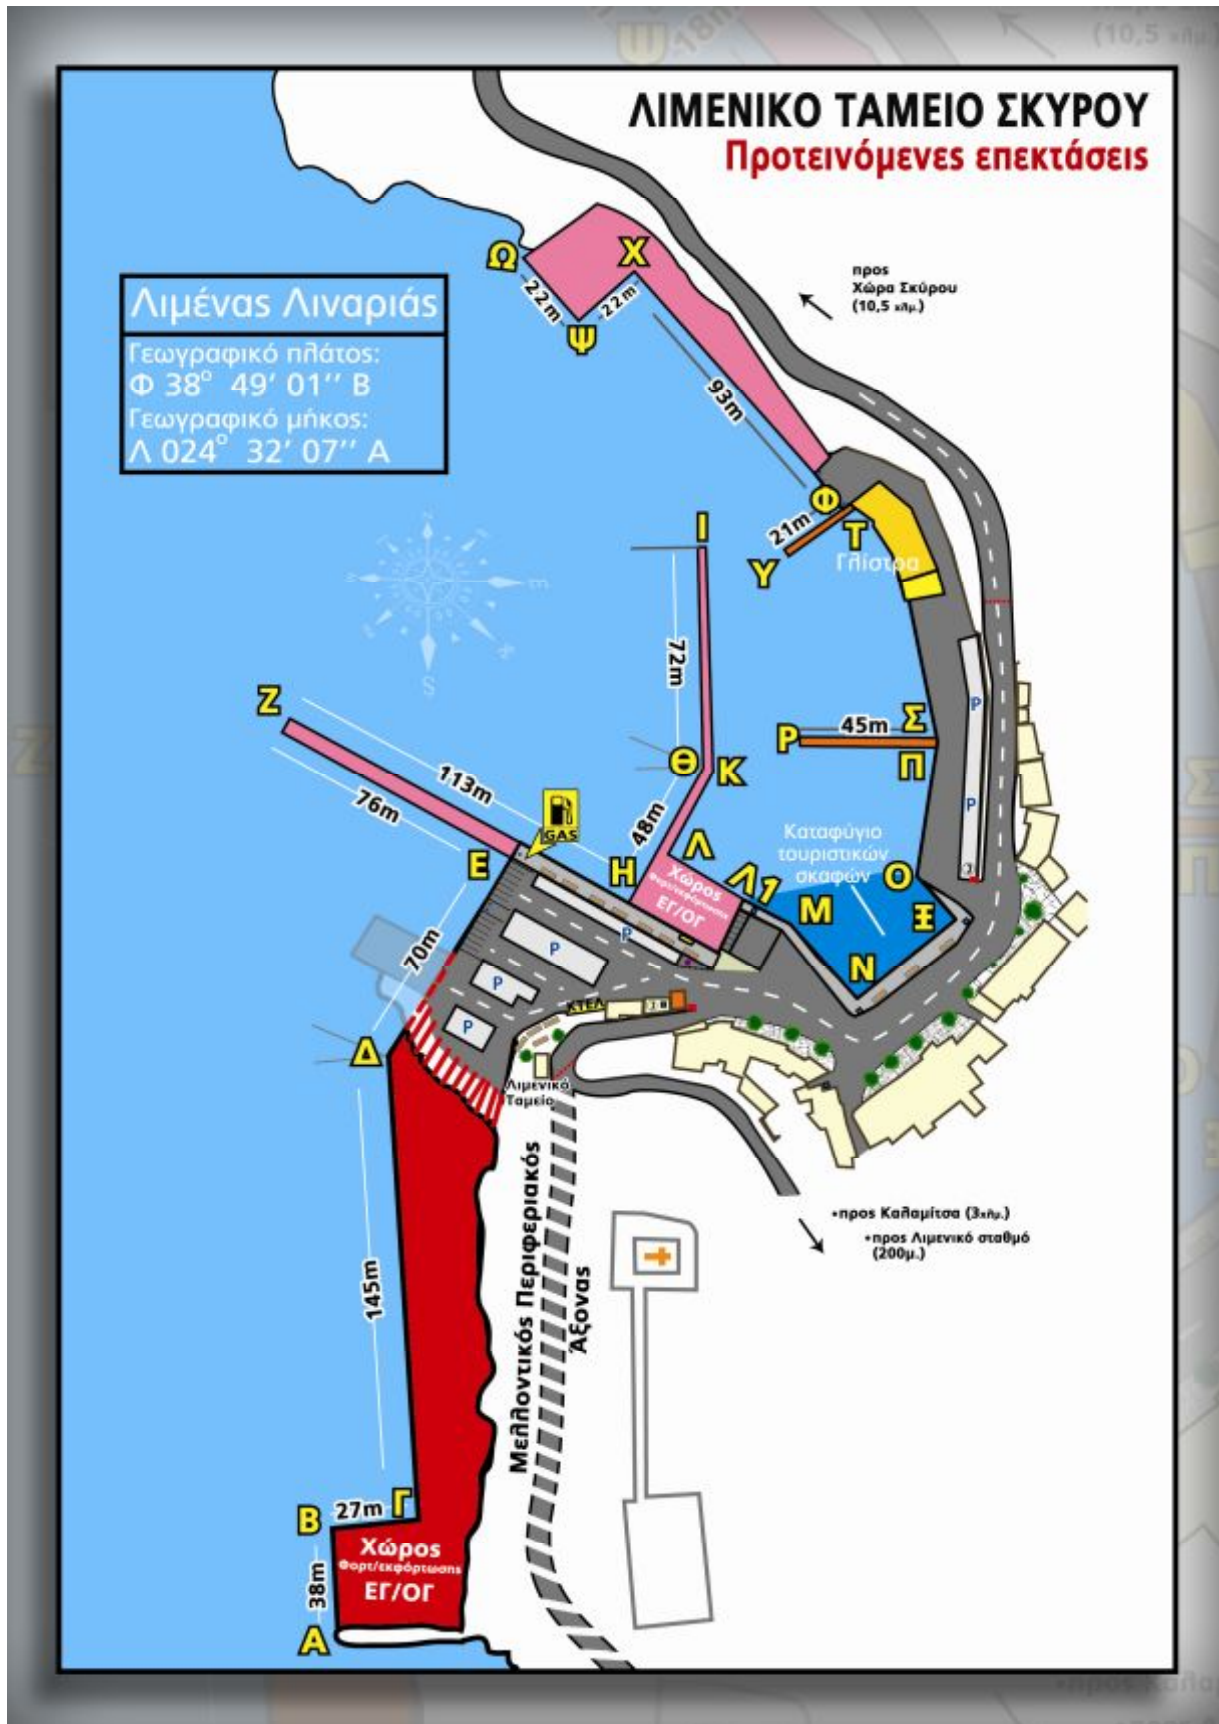 ΛΙΜΕΝΙΚΟ ΤΑΜΕΙΟ ΣΚΥΡΟΥ
Προτεινόμενες επεκτάσεις
προς
Χώρα Σκύρου
(10,5 χλμ.)
Λιμένας Λιναριάς
Γεωγραφικό πλάτος:
Φ 38° 49' 01'' Β
Γεωγραφικό μήκος:
Λ 024° 32' 07'' Α
Ω
Χ
22m
22m
Ψ
93m
Φ
21m
Τ
Υ
Γλίστρα
Ι
72m
S
Ζ
Σ
Ρ
45m
Π
Θ
Κ
113m
76m
48m
GAS
Ε
Η
Λ
Λ1
Καταφύγιο
τουριστικών
σκαφών
Ο
Μ
Ξ
Ν
Χώρος
Φορτ/εκφόρτωσης
ΕΓ/ΟΓ
P
P
P
P
P
P
70m
ΚΤΕΛ
Δ
Λιμενικό
Ταμείο
Μελλοντικός Περιφεριακός
Άξονας
•προς Καλαμίτσα (3χλμ.)
•προς Λιμενικό σταθμό
(200μ.)
145m
Β
27m
Γ
38m
Χώρος
Φορτ/εκφόρτωσης
ΕΓ/ΟΓ
Α